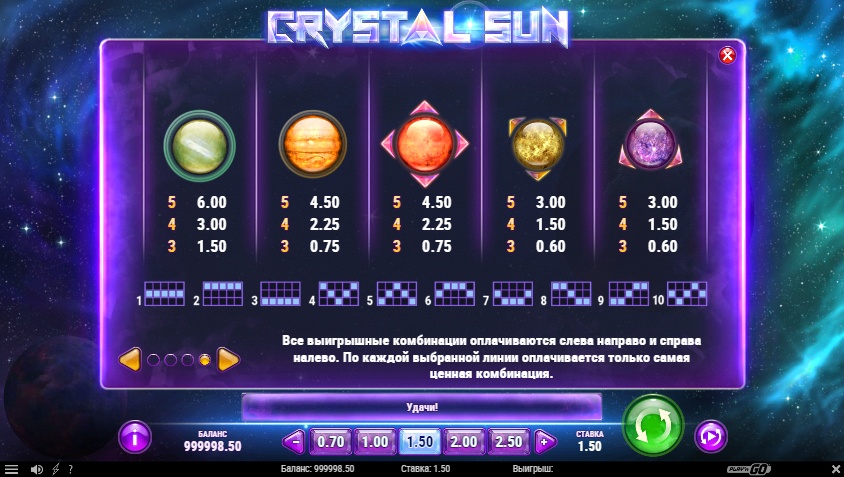 CRYSTAL SUN
5 6.00 5 4.50 5 4.50 5 3.00 5 3.00
4 3.00 4 2.25 4 2.25 4 1.50 4 1.50
3 1.50 3 0.75 3 0.75 3 0.60 3 0.60
1 2 3 4 5 6 7 8 9 10
Все выигрышные комбинации оплачиваются слева направо и справа
налево. По каждой выбранной линии оплачивается только самая
ценная комбинация.
Удачи!
БАЛАНС
999998.50
- 0.70 1.00 1.50 2.00 2.50 +
СТАВКА
1.50
Баланс: 999998.50 Ставка: 1.50 Выигрыш: PLAY'N GO